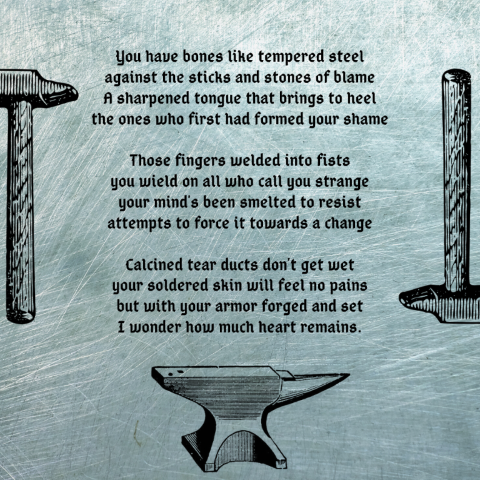 You have bones like tempered steel
against the sticks and stones of blame
A sharpened tongue that brings to heel
the ones who first had formed your shame
Those fingers welded into fists
you wield on all who call you strange
your mind's been smelted to resist
attempts to force it towards a change
Calcined tear ducts don't get wet
your soldered skin will feel no pains
but with your armor forged and set
I wonder how much heart remains.